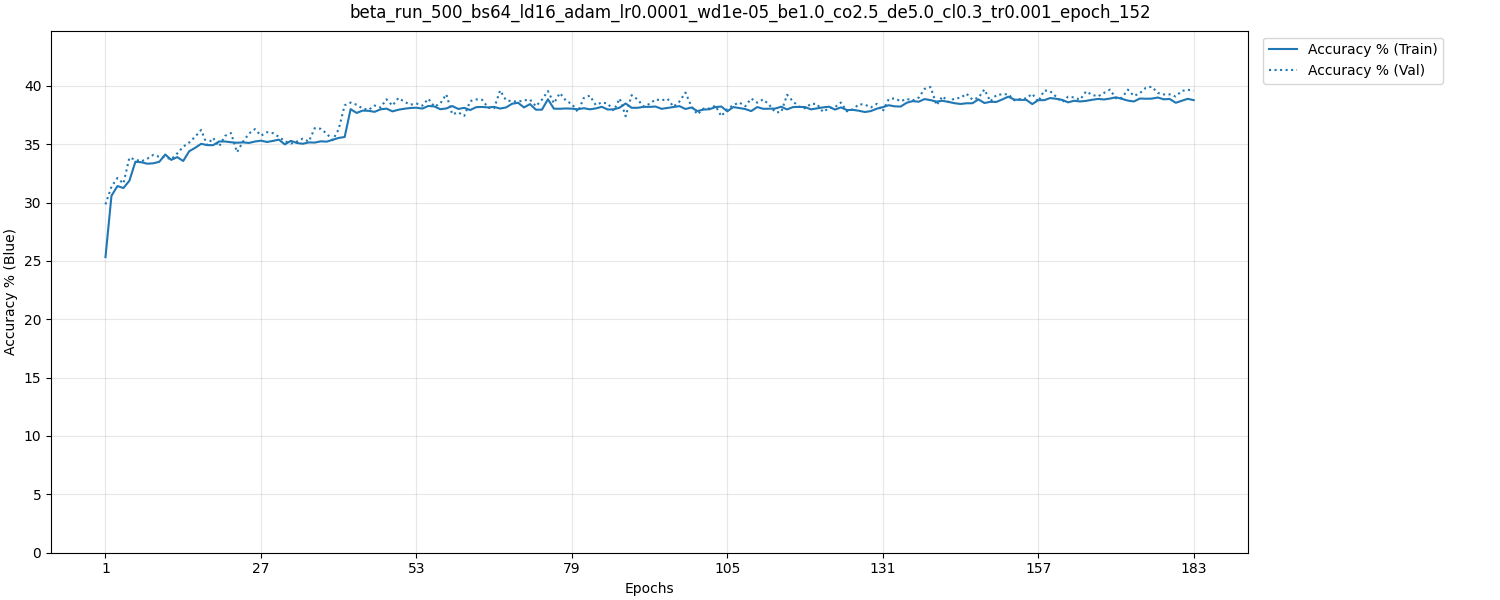 beta_run_500_bs64_ld16_adam_lr0.0001_wd1e-05_be1.0_co2.5_de5.0_cl0.3_tr0.001_epoch_152
Accuracy % (Train)
Accuracy % (Val)
Accuracy % (Blue)
40
35
30
25
20
15
10
5
0
1 27 53 79 105 131 157 183
Epochs